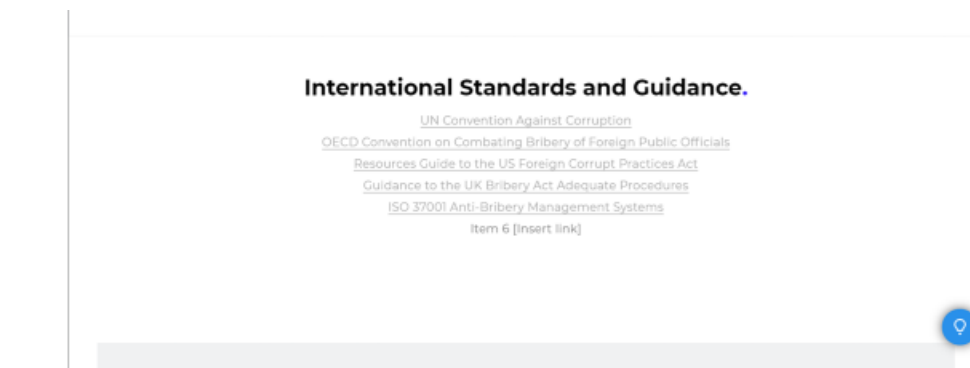 International Standards and Guidance.
UN Convention Against Corruption
OECD Convention on Combating Bribery of Foreign Public Officials
Resources Guide to the US Foreign Corrupt Practices Act
Guidance to the UK Bribery Act Adequate Procedures
ISO 37001 Anti-Bribery Management Systems
Item 6 [Insert link]